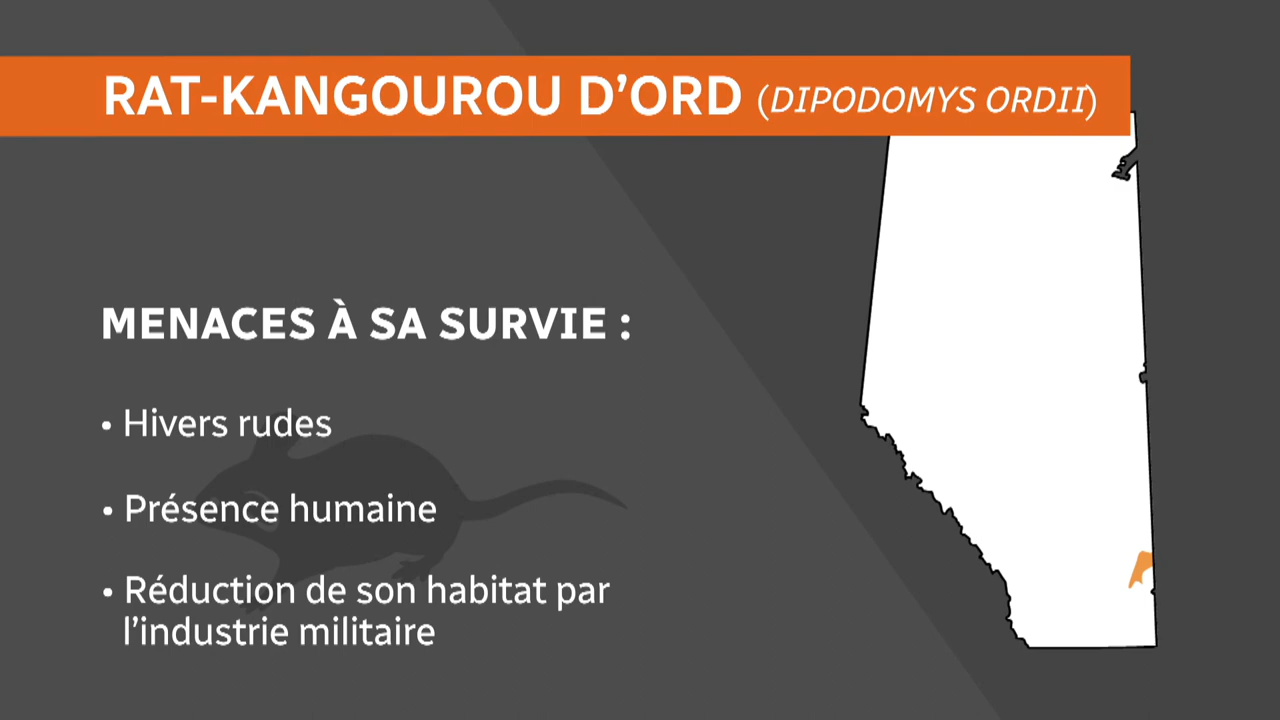 RAT-KANGOUROU D’ORD (DIPODOMYS ORDII)
MENACES À SA SURVIE :
• Hivers rudes
• Présence humaine
• Réduction de son habitat par
l’industrie militaire